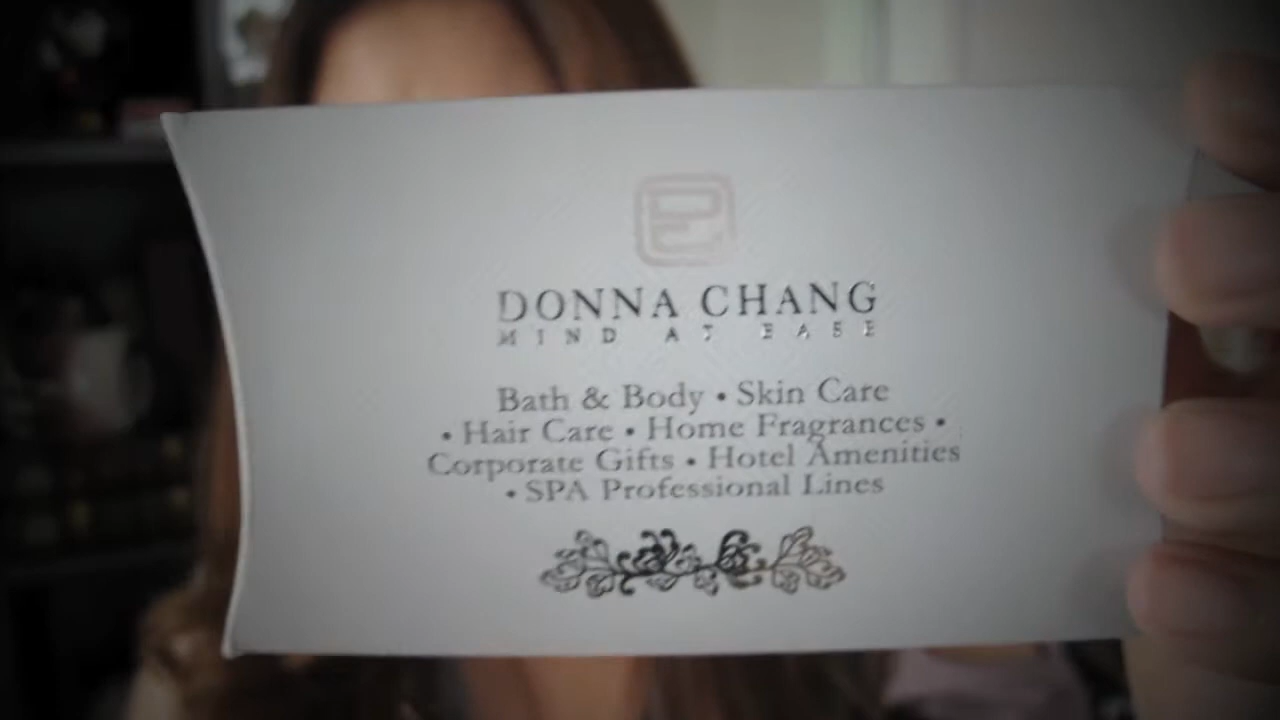 DONNA CHANG
MIND AT EASE
Bath & Body • Skin Care
• Hair Care • Home Fragrances •
Corporate Gifts • Hotel Amenities
• SPA Professional Lines